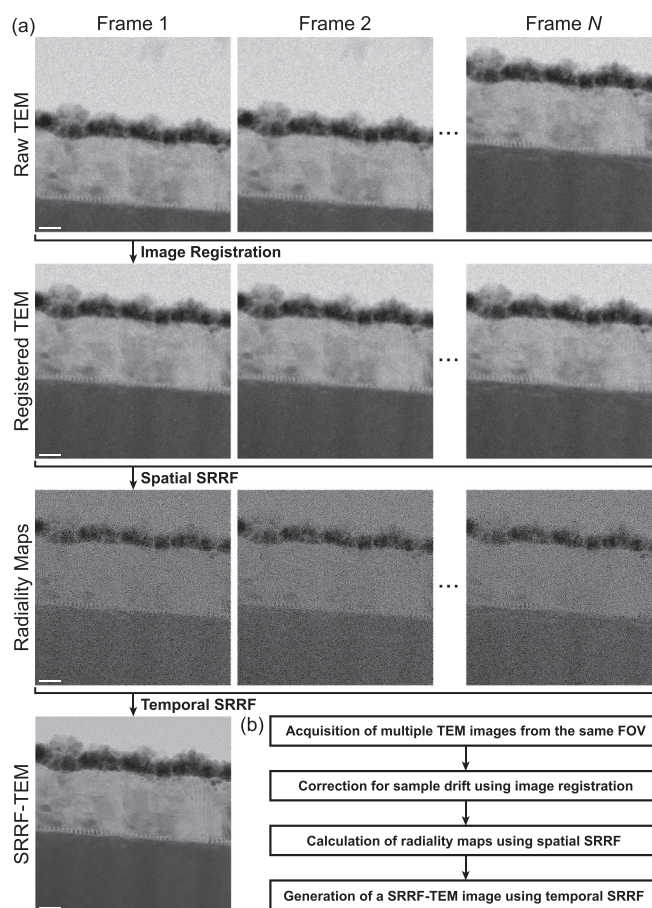 (a)
Frame 1
Frame 2
Frame N
Raw TEM
...
Image Registration
Registered TEM
...
Spatial SRRF
Radiality Maps
...
Temporal SRRF
SRRF-TEM
(b)
Acquisition of multiple TEM images from the same FOV
Correction for sample drift using image registration
Calculation of radiality maps using spatial SRRF
Generation of a SRRF-TEM image using temporal SRRF